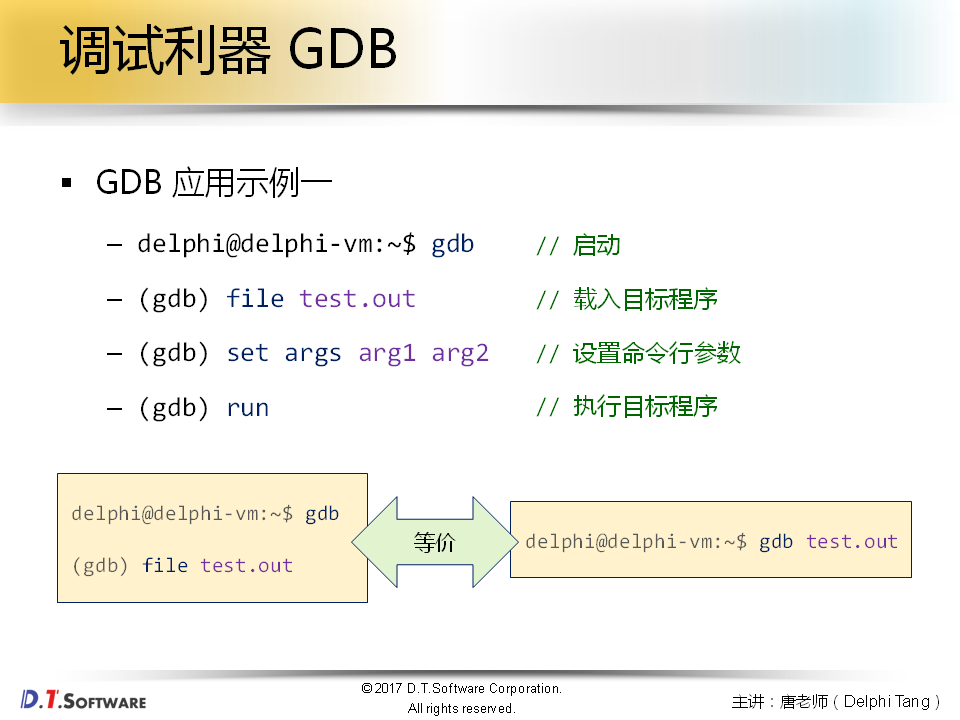 调试利器 GDB
▪ GDB 应用示例一
– delphi@delphi-vm:~$ gdb // 启动
– (gdb) file test.out // 载入目标程序
– (gdb) set args arg1 arg2 // 设置命令行参数
– (gdb) run // 执行目标程序
delphi@delphi-vm:~$ gdb
(gdb) file test.out
等价
delphi@delphi-vm:~$ gdb test.out
D.T.SOFTWARE
©2017 D.T.Software Corporation.
All rights reserved.
主讲：唐老师（Delphi Tang）